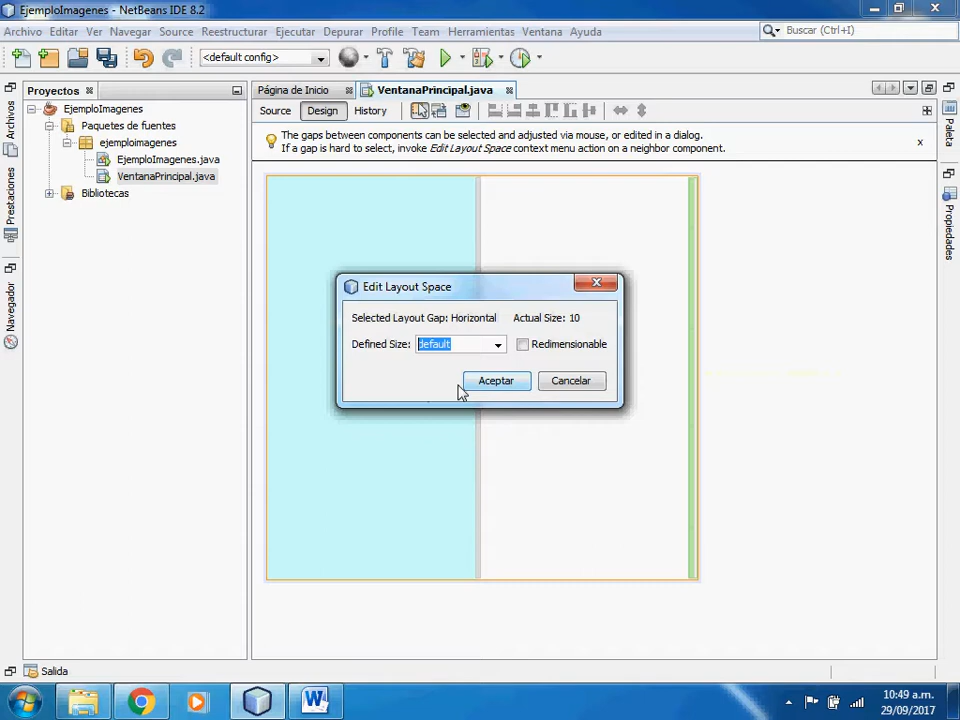 EjemploImagenes - NetBeans IDE 8.2
Archivo Editar Ver Navegar Source Reestructurar Ejecutar Depurar Profile Team Herramientas Ventana Ayuda
Buscar (Ctrl+I)
<default config>
Proyectos
Página de Inicio
VentanaPrincipal.java
Source Design History
EjemploImagenes
Paquetes de fuentes
ejemploimagenes
EjemploImagenes.java
VentanaPrincipal.java
Bibliotecas
The gaps between components can be selected and adjusted via mouse, or edited in a dialog.
If a gap is hard to select, invoke Edit Layout Space context menu action on a neighbor component.
x
Archivos
Prestaciones
Navegador
Paleta
Propiedades
Edit Layout Space
Selected Layout Gap: Horizontal Actual Size: 10
Defined Size: default Redimensionable
Aceptar Cancelar
Salida
10:49 a.m.
29/09/2017